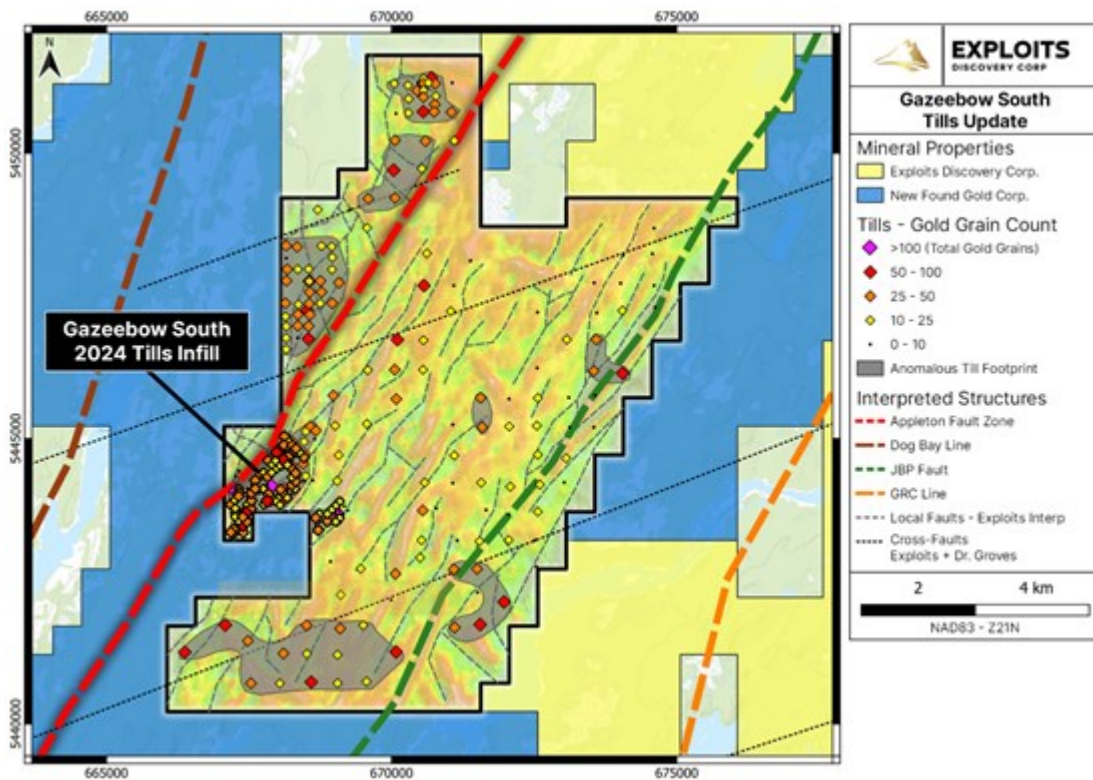 665000
670000
675000
N
5450000
5445000
5440000
Gazeebow South
2024 Tills Infill
665000
670000
675000
EXPLOITS
DISCOVERY CORP
Gazeebow South
Tills Update
Mineral Properties
Exploits Discovery Corp.
New Found Gold Corp.
Tills - Gold Grain Count
>100 (Total Gold Grains)
50 - 100
25 - 50
10 - 25
0 - 10
Anomalous Till Footprint
Interpreted Structures
Appleton Fault Zone
Dog Bay Line
JBP Fault
GRC Line
Local Faults - Exploits Interp
Cross-Faults
Exploits + Dr. Groves
2 4 km
NAD83 - Z21N